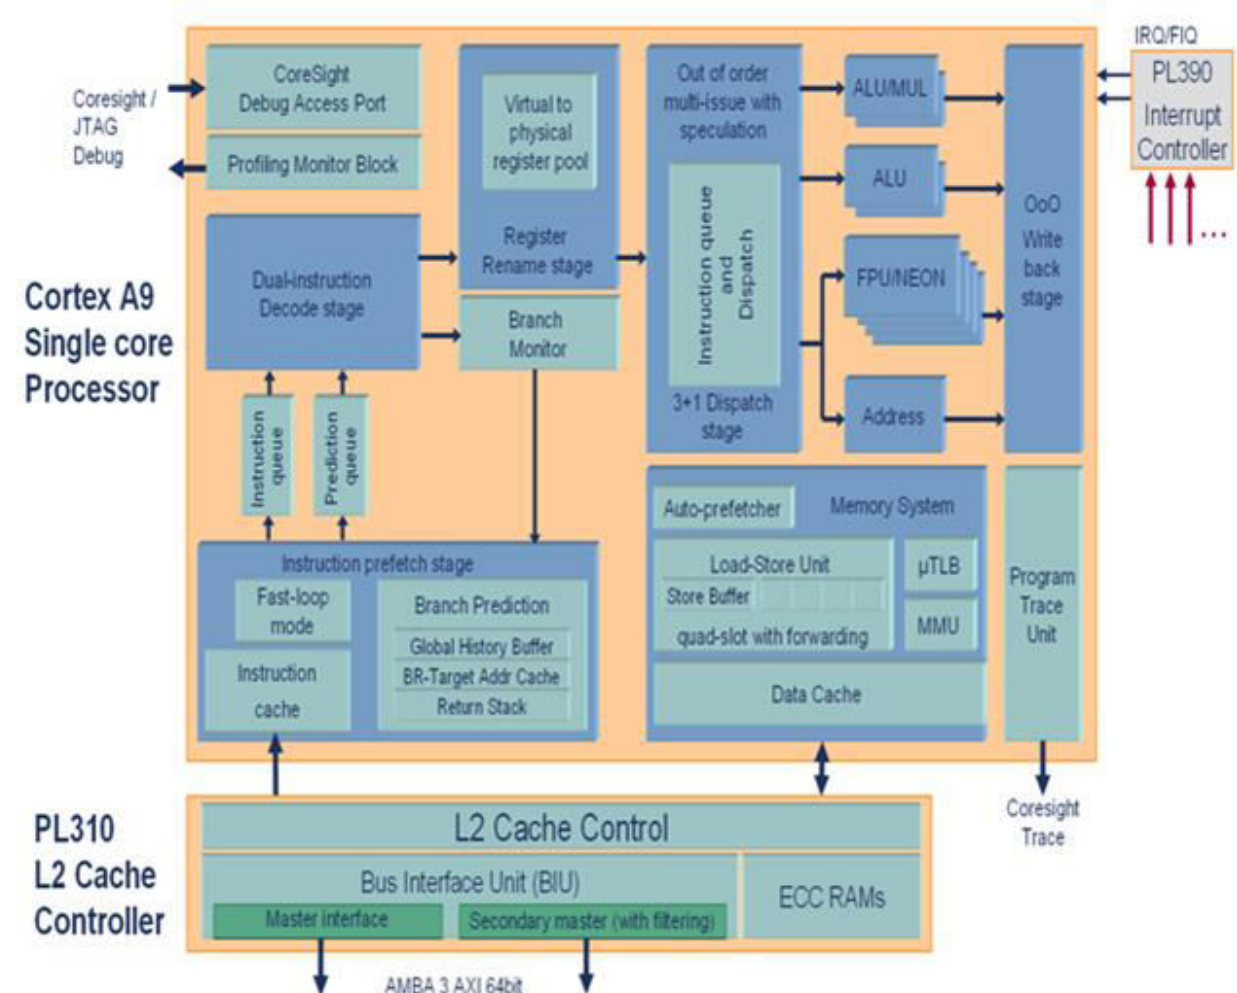 IRQ/FIQ
PL390
Interrupt
Controller
...
Coresight /
JTAG
Debug
CoreSight
Debug Access Port
Profiling Monitor Block
Virtual to
physical
register pool
Register
Rename stage
Out of order
multi-issue with
speculation
Instruction queue
and
Dispatch
3+1 Dispatch
stage
ALU/MUL
ALU
FPU/NEON
Address
OoO
Write
back
stage
Cortex A9
Single core
Processor
Dual-instruction
Decode stage
Branch
Monitor
Instruction
queue
Prediction
queue
Instruction prefetch stage
Fast-loop
mode
Instruction
cache
Branch Prediction
Global History Buffer
BR-Target Addr Cache
Return Stack
Auto-prefetcher
Memory System
Load-Store Unit
Store Buffer
quad-slot with forwarding
µTLB
MMU
Data Cache
Program
Trace
Unit
Coresight
Trace
PL310
L2 Cache
Controller
L2 Cache Control
Bus Interface Unit (BIU)
Master interface
Secondary master (with filtering)
ECC RAMs
AMBA 3 AXI 64bit